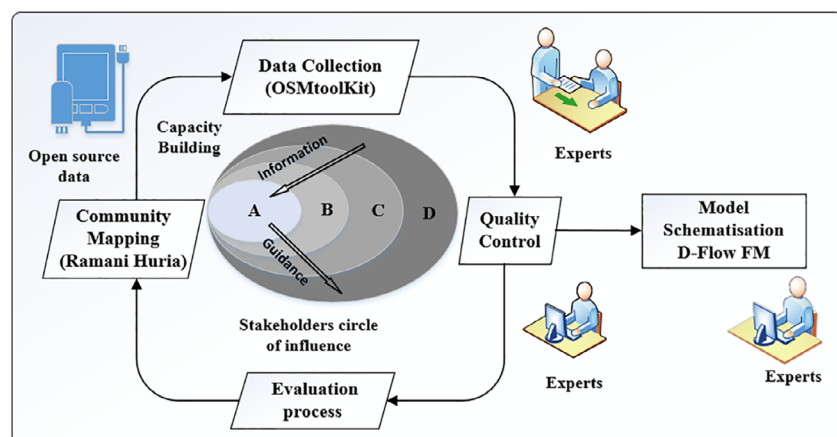 Data Collection
(OSMtoolKit)
Open source
data
Capacity
Building
Experts
Information
A
B
C
D
Guidance
Community
Mapping
(Ramani Huria)
Quality
Control
Model
Schematisation
D-Flow FM
Stakeholders circle
of influence
Experts
Experts
Evaluation
process